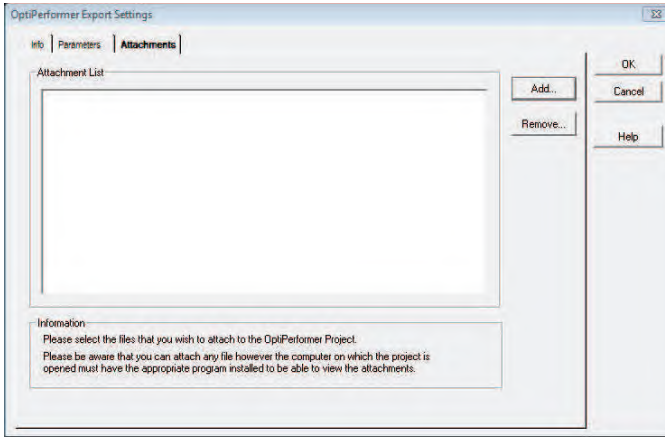 OptiPerformer Export Settings
Info Parameters Attachments
OK
Attachment List
Add...
Cancel
Remove...
Help
Information
Please select the files that you wish to attach to the OptiPerformer Project.
Please be aware that you can attach any file however the computer on which the project is
opened must have the appropriate program installed to be able to view the attachments.